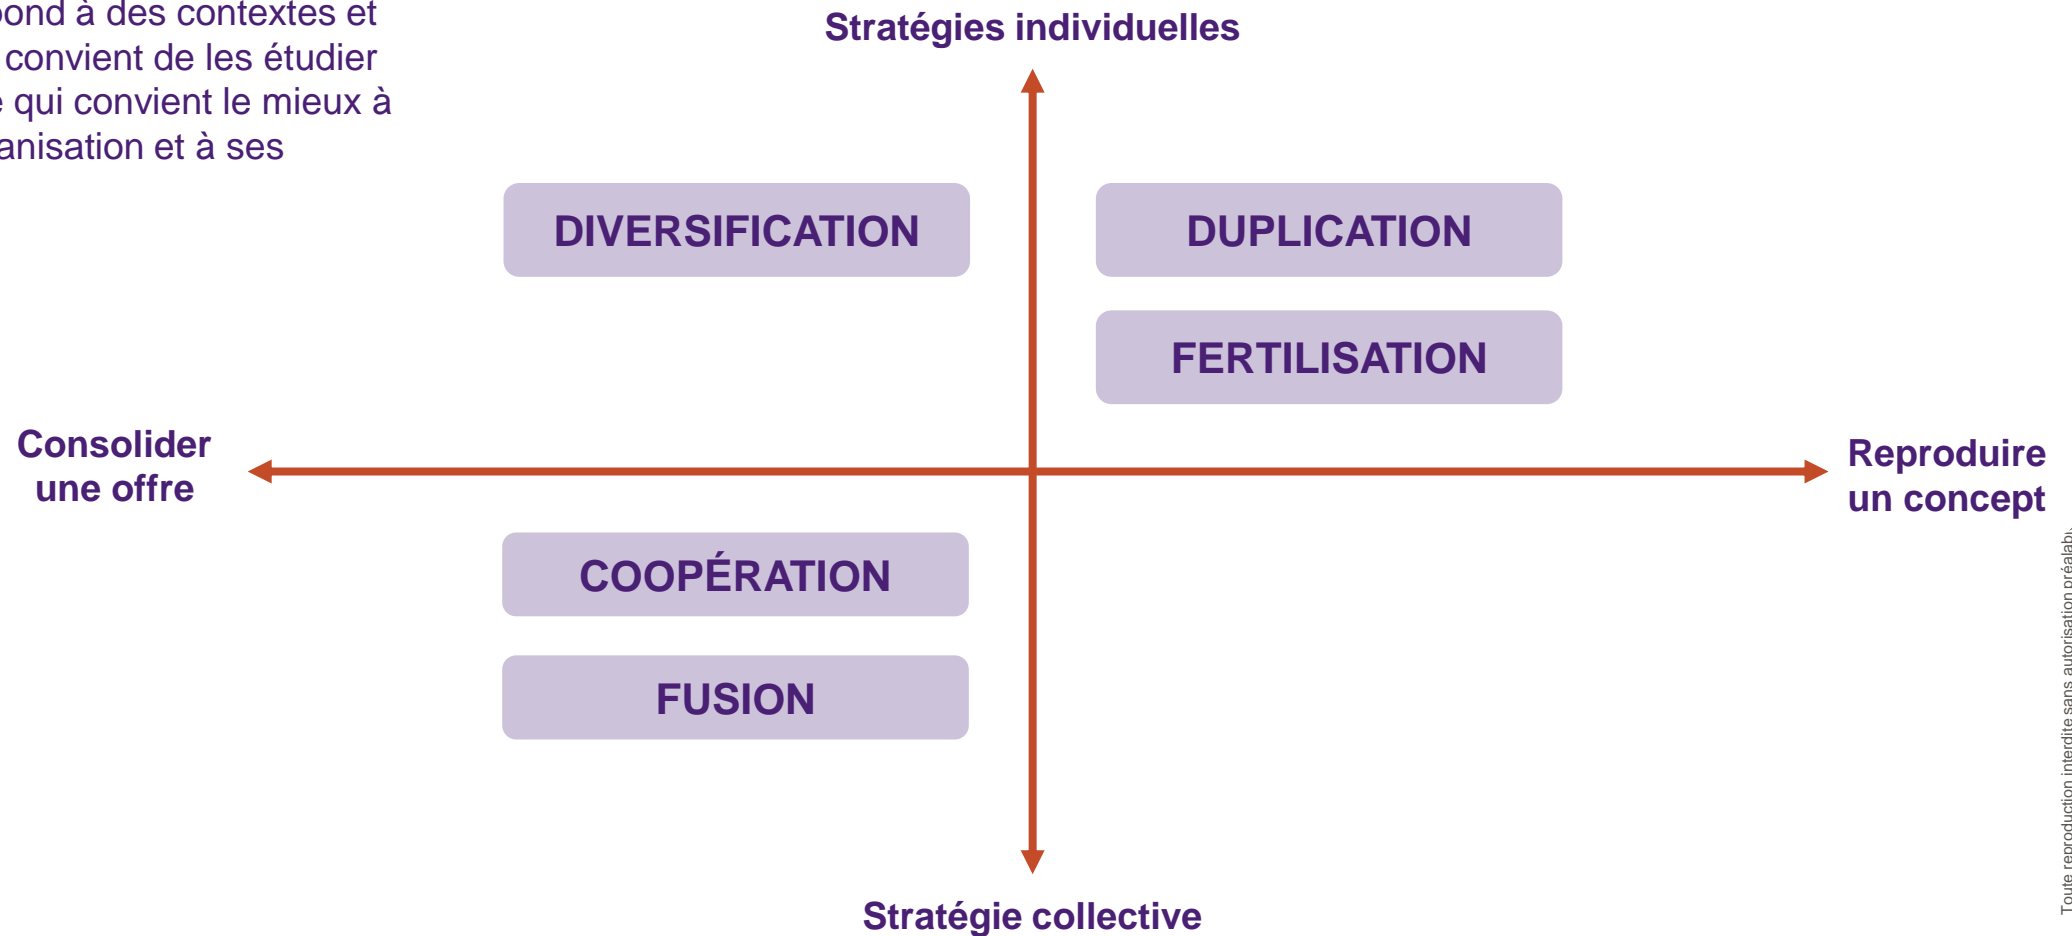 ond à des contextes et
convient de les étudier
qui convient le mieux à
anisation et à ses
Stratégies individuelles
DIVERSIFICATION
DUPLICATION
FERTILISATION
Consolider
une offre
Reproduire
un concept
COOPÉRATION
FUSION
Stratégie collective
Toute reproduction interdite sans autorisation